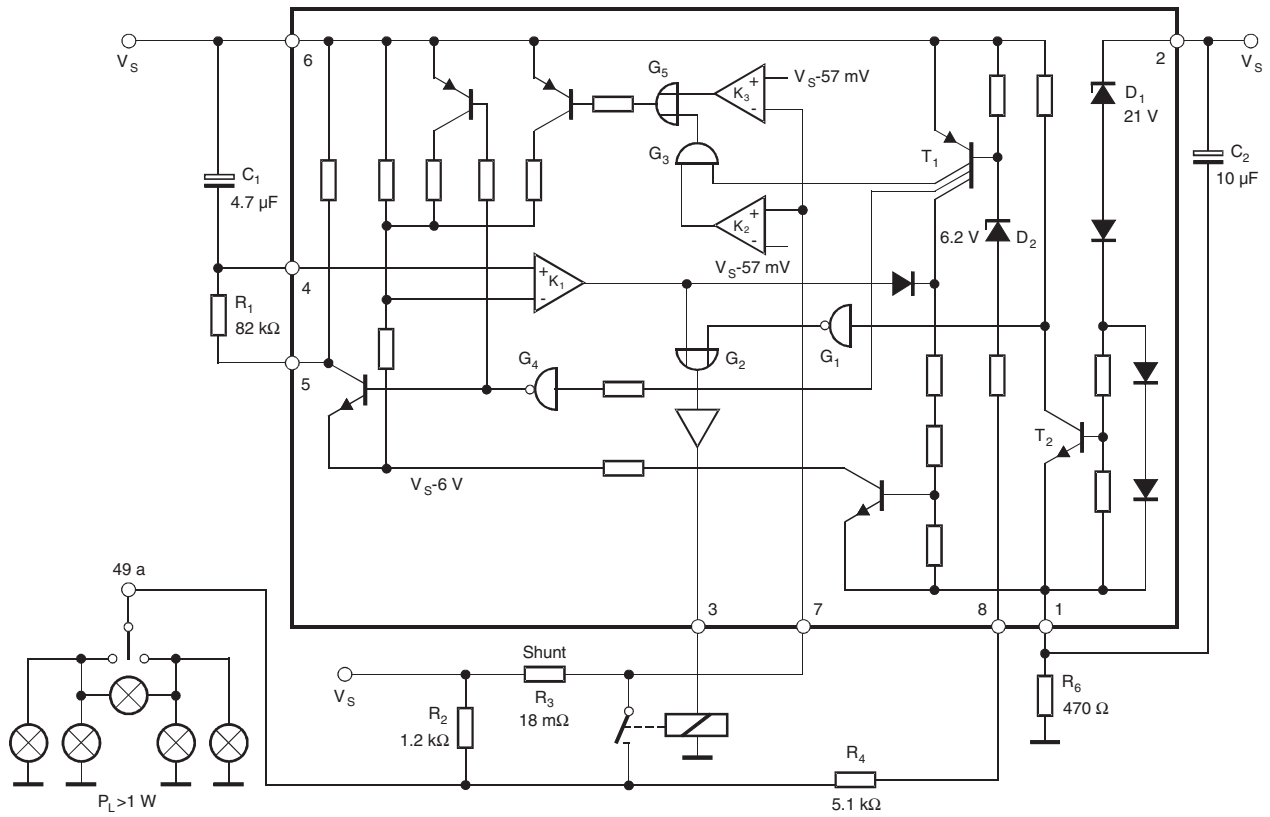 V_S
6
2
V_S
C_1
4.7 µF
R_1
82 kΩ
4
5
G_5
K_3
+
-
V_S-57 mV
G_3
K_2
+
-
V_S-57 mV
T_1
6.2 V
D_2
D_1
21 V
C_2
10 µF
+
K_1
-
G_4
G_2
G_1
T_2
V_S-6 V
49 a
3
7
8
1
Shunt
V_S
R_2
1.2 kΩ
R_3
18 mΩ
R_4
5.1 kΩ
R_6
470 Ω
P_L>1 W